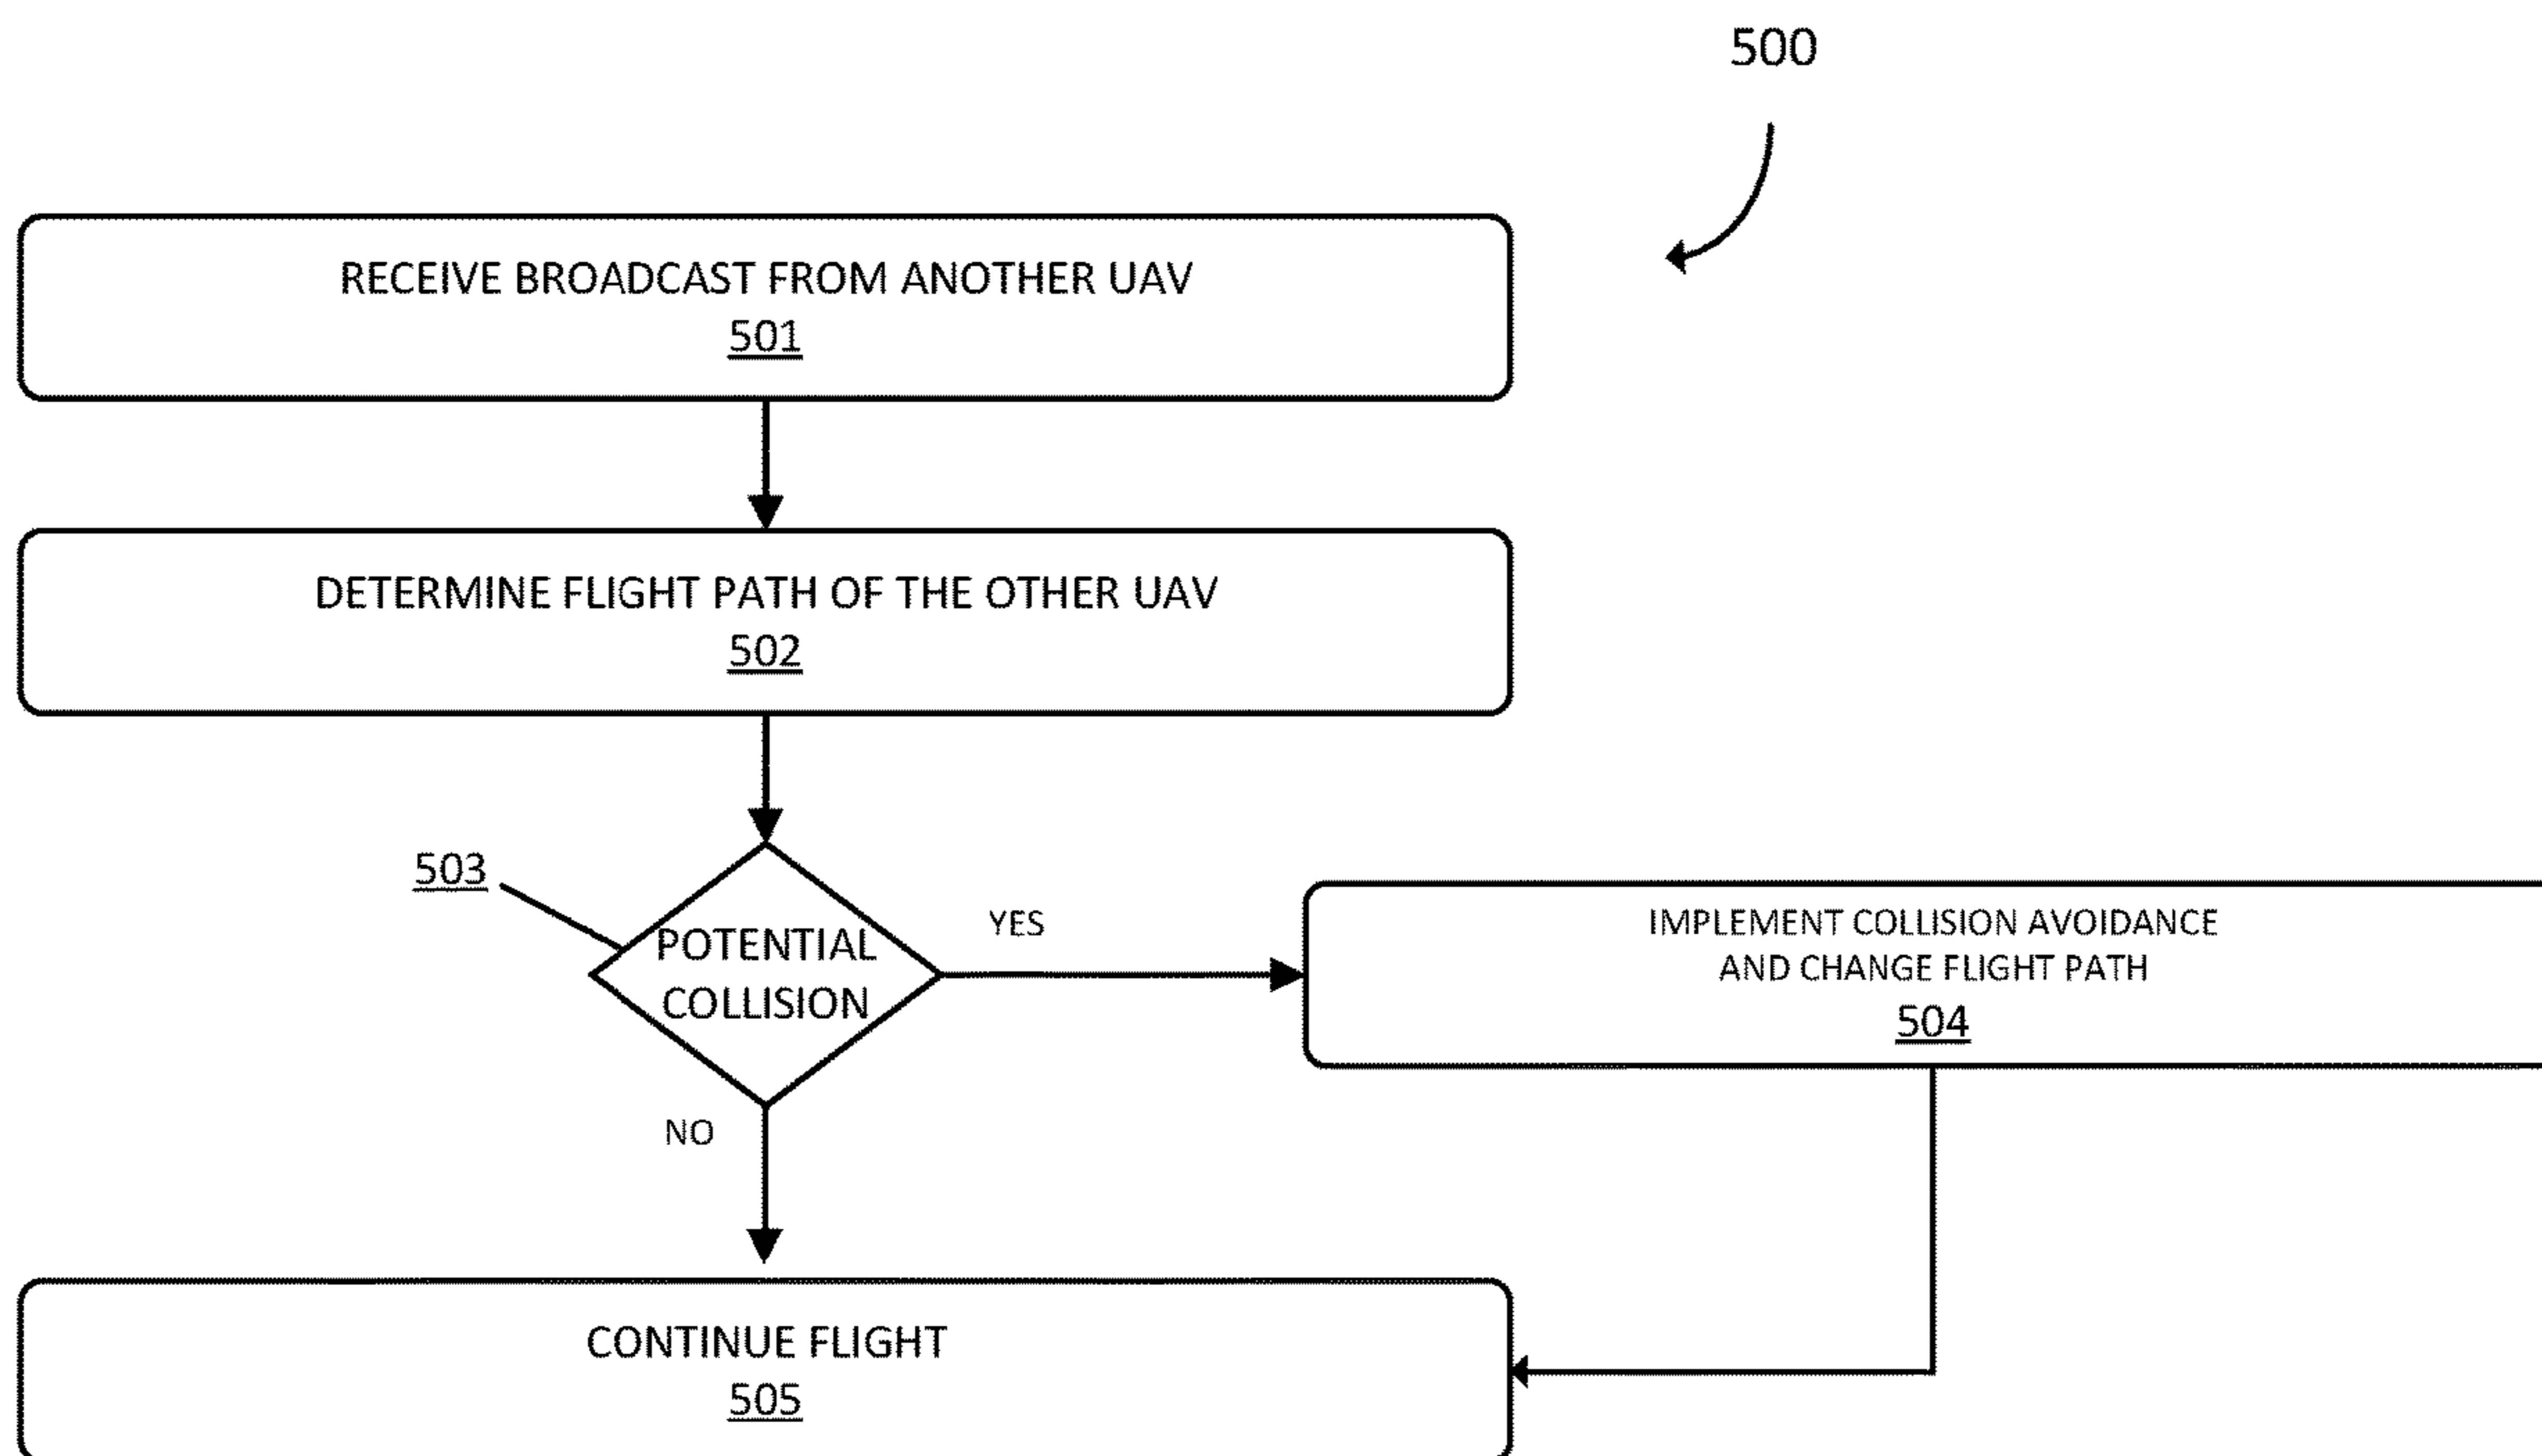 500
RECEIVE BROADCAST FROM ANOTHER UAV
501
DETERMINE FLIGHT PATH OF THE OTHER UAV
502
503
POTENTIAL
COLLISION
YES
IMPLEMENT COLLISION AVOIDANCE
AND CHANGE FLIGHT PATH
504
NO
CONTINUE FLIGHT
505